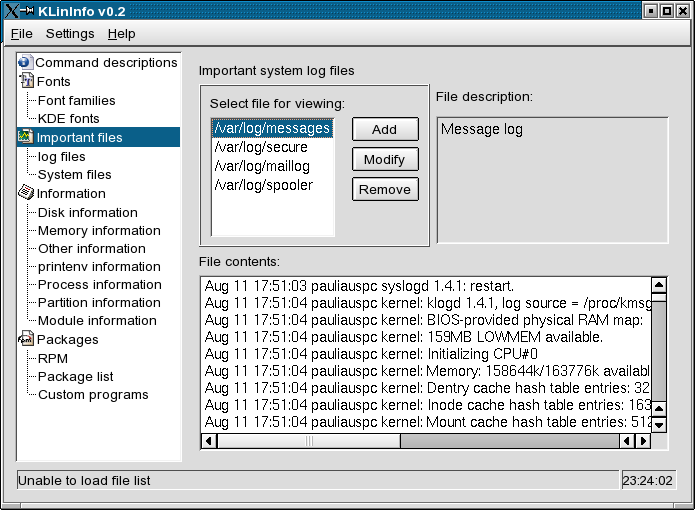 KLinInfo v0.2
File Settings Help
Command descriptions
Fonts
Font families
KDE fonts
Important files
log files
System files
Information
Disk information
Memory information
Other information
printenv information
Process information
Partition information
Module information
Packages
RPM
Package list
Custom programs
Important system log files
Select file for viewing:
/var/log/messages
/var/log/secure
/var/log/maillog
/var/log/spooler
Add
Modify
Remove
File description:
Message log
File contents:
Aug 11 17:51:03 pauliauspc syslogd 1.4.1: restart.
Aug 11 17:51:04 pauliauspc kernel: klogd 1.4.1, log source = /proc/kmsg
Aug 11 17:51:04 pauliauspc kernel: BIOS-provided physical RAM map:
Aug 11 17:51:04 pauliauspc kernel: 159MB LOWMEM available.
Aug 11 17:51:04 pauliauspc kernel: Initializing CPU#0
Aug 11 17:51:04 pauliauspc kernel: Memory: 158644k/163776k availabl
Aug 11 17:51:04 pauliauspc kernel: Dentry cache hash table entries: 32
Aug 11 17:51:04 pauliauspc kernel: Inode cache hash table entries: 163
Aug 11 17:51:04 pauliauspc kernel: Mount cache hash table entries: 512
Unable to load file list
23:24:02